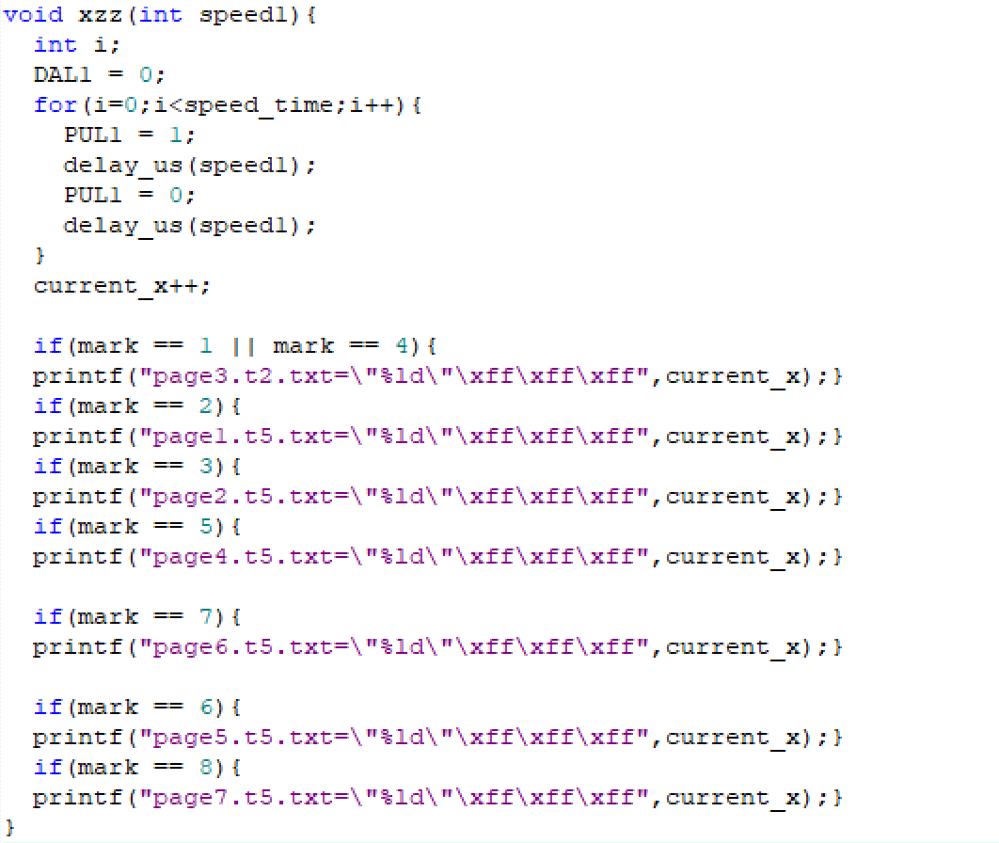 void xzz(int speed1){
  int i;
  DAL1 = 0;
  for(i=0;i<speed_time;i++){
    PUL1 = 1;
    delay_us(speed1);
    PUL1 = 0;
    delay_us(speed1);
  }
  current_x++;

  if(mark == 1 || mark == 4){
  printf("page3.t2.txt=\"%ld\"\xff\xff\xff",current_x);}
  if(mark == 2){
  printf("page1.t5.txt=\"%ld\"\xff\xff\xff",current_x);}
  if(mark == 3){
  printf("page2.t5.txt=\"%ld\"\xff\xff\xff",current_x);}
  if(mark == 5){
  printf("page4.t5.txt=\"%ld\"\xff\xff\xff",current_x);}

  if(mark == 7){
  printf("page6.t5.txt=\"%ld\"\xff\xff\xff",current_x);}

  if(mark == 6){
  printf("page5.t5.txt=\"%ld\"\xff\xff\xff",current_x);}
  if(mark == 8){
  printf("page7.t5.txt=\"%ld\"\xff\xff\xff",current_x);}
}